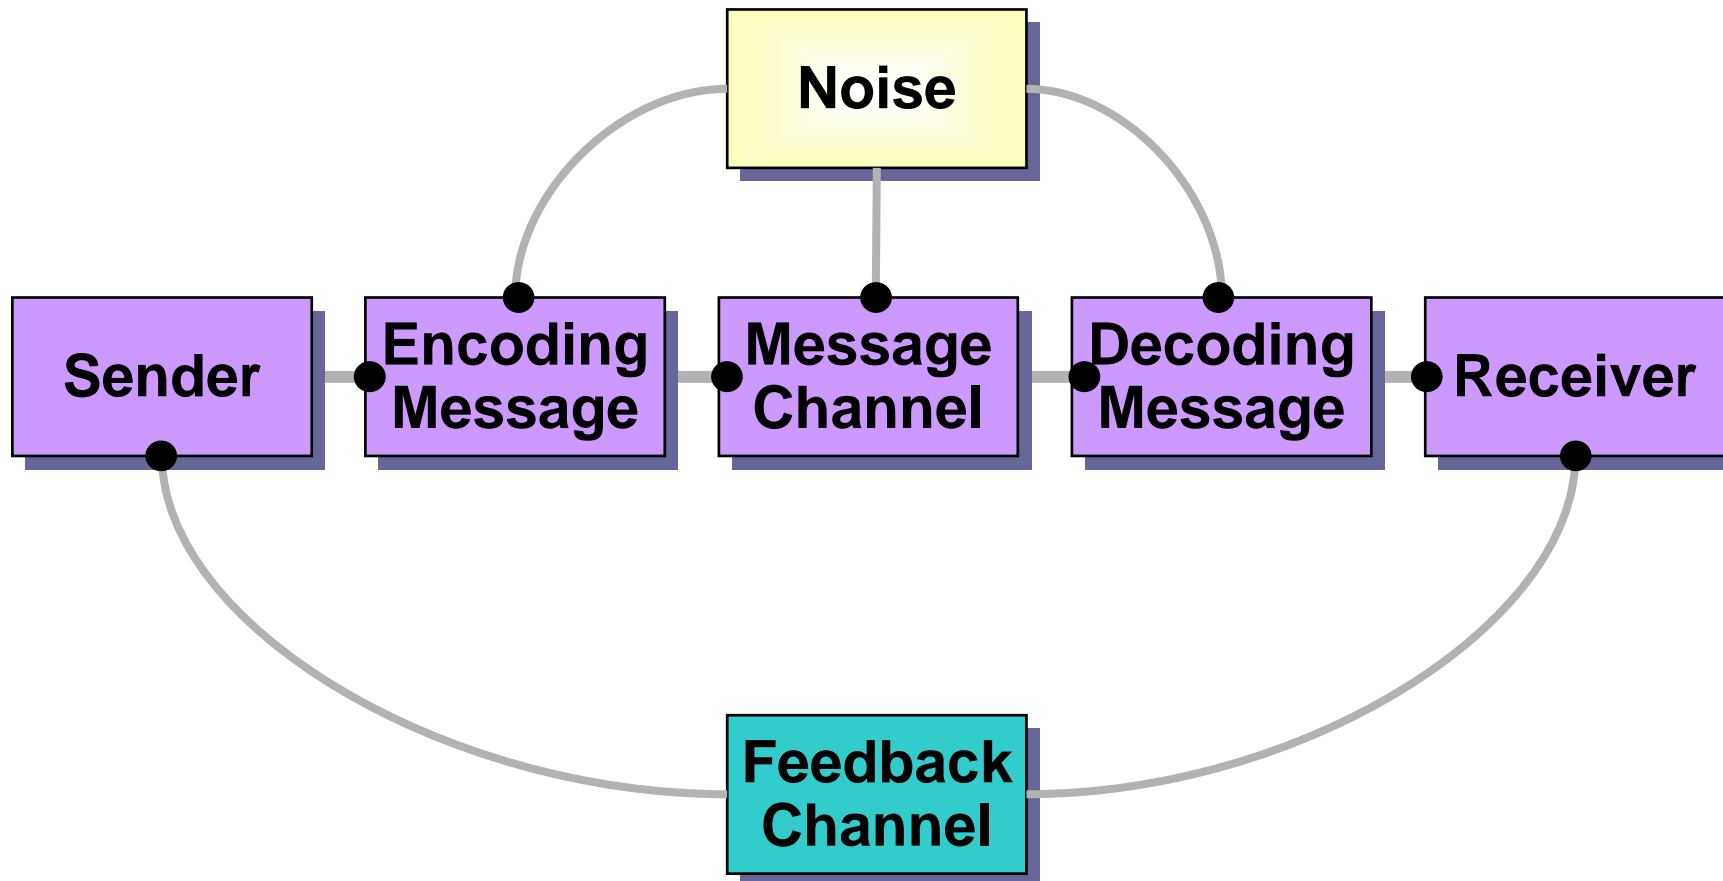 Noise
Sender
Encoding
Message
Message
Channel
Decoding
Message
Receiver
Feedback
Channel